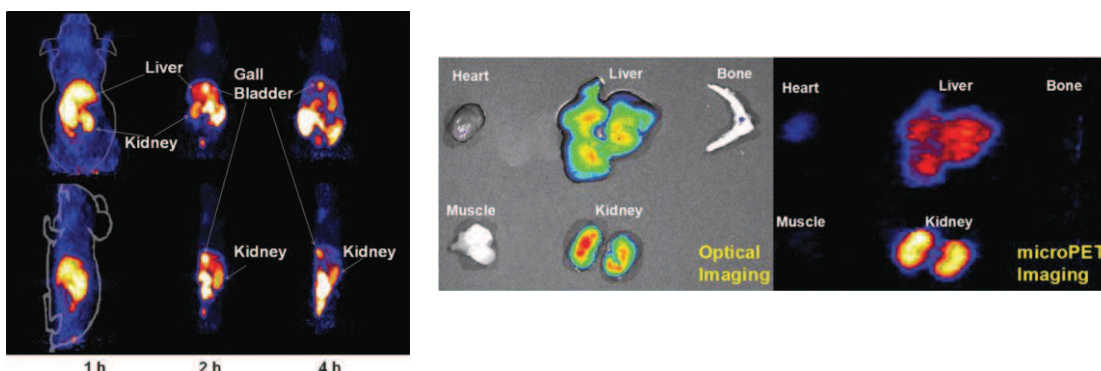 Liver
Gall
Bladder
Kidney
Kidney
Kidney
1 h
2 h
4 h
Heart
Liver
Bone
Muscle
Kidney
Optical
Imaging
Heart
Liver
Bone
Muscle
Kidney
microPET
Imaging